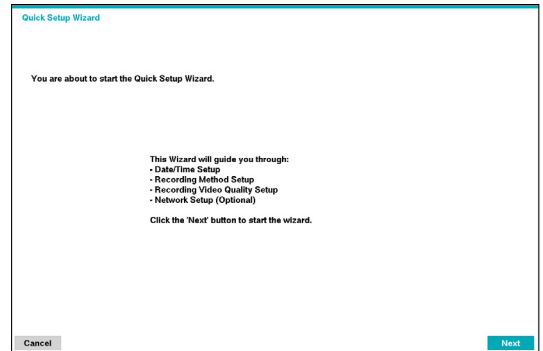 Quick Setup Wizard
You are about to start the Quick Setup Wizard.
This Wizard will guide you through:
- Date/Time Setup
- Recording Method Setup
- Recording Video Quality Setup
- Network Setup (Optional)
Click the 'Next' button to start the wizard.
Cancel
Next